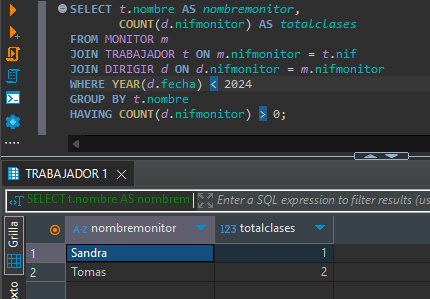 SELECT t.nombre AS nombremonitor,
COUNT(d.nifmonitor) AS totalclases
FROM MONITOR m
JOIN TRABAJADOR t ON m.nifmonitor = t.nif
JOIN DIRIGIR d ON d.nifmonitor = m.nifmonitor
WHERE YEAR(d.fecha) < 2024
GROUP BY t.nombre
HAVING COUNT(d.nifmonitor) > 0;
TRABAJADOR 1
SELECT t.nombre AS nombrem Enter a SQL expression to filter results (us
Grilla
A-Z nombremonitor 123 totalclases
1 Sandra 1
2 Tomas 2